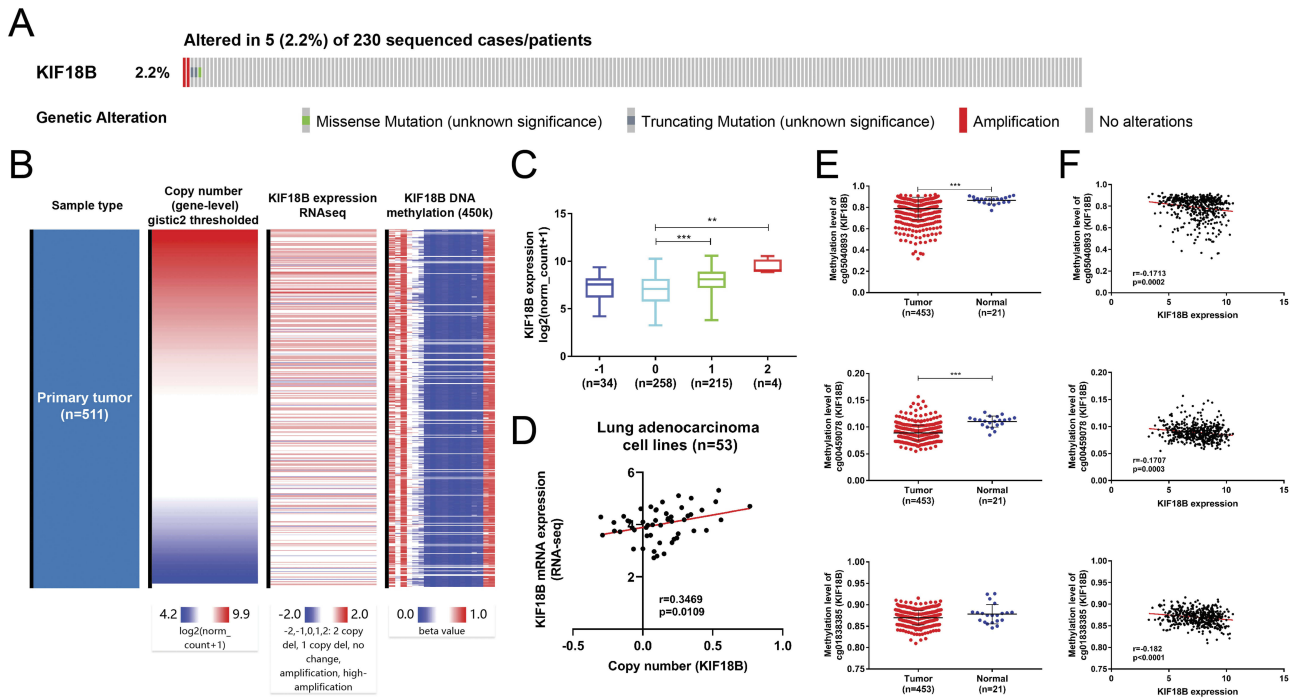 A
Altered in 5 (2.2%) of 230 sequenced cases/patients
KIF18B 2.2%
Genetic Alteration
Missense Mutation (unknown significance)
Truncating Mutation (unknown significance)
Amplification
No alterations
B
Sample type
Copy number
(gene-level)
gistic2 thresholded
KIF18B expression
RNAseq
KIF18B DNA
methylation (450k)
Primary tumor
(n=511)
4.2 9.9
log2(norm_
count+1)
-2.0 2.0
-2,-1,0,1,2: 2 copy
del, 1 copy del, no
change,
amplification, high-
amplification
0.0 1.0
beta value
C
KIF18B expression
log2(norm_count+1)
15
10
5
0
**
***
-1 0 1 2
(n=34) (n=258) (n=215) (n=4)
D
Lung adenocarcinoma
cell lines (n=53)
KIF18B mRNA expression
(RNA-seq)
6
4
2
r=0.3469
p=0.0109
-0.5 0.0 0.5 1.0
Copy number (KIF18B)
E
Methylation level of
cg05040893 (KIF18B)
1.0
0.8
0.6
0.4
0.2
0.0
***
Tumor Normal
(n=453) (n=21)
Methylation level of
cg00459078 (KIF18B)
0.20
0.15
0.10
0.05
0.00
***
Tumor Normal
(n=453) (n=21)
Methylation level of
cg01838385 (KIF18B)
1.00
0.95
0.90
0.85
0.80
0.75
Tumor Normal
(n=453) (n=21)
F
Methylation level of
cg05040893 (KIF18B)
1.0
0.8
0.6
0.4
0.2
0.0
r=-0.1713
p=0.0002
0 5 10 15
KIF18B expression
Methylation level of
cg00459078 (KIF18B)
0.20
0.15
0.10
0.05
0.00
r=-0.1707
p=0.0003
0 5 10 15
KIF18B expression
Methylation level of
cg01838385 (KIF18B)
1.00
0.95
0.90
0.85
0.80
0.75
r=-0.182
p<0.0001
0 5 10 15
KIF18B expression